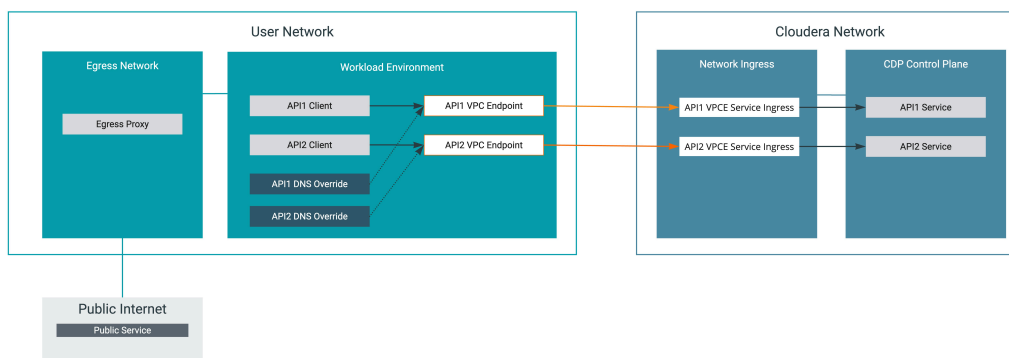 User Network
Egress Network
Egress Proxy
Workload Environment
API1 Client
API1 VPC Endpoint
API2 Client
API2 VPC Endpoint
API1 DNS Override
API2 DNS Override
Cloudera Network
Network Ingress
API1 VPCE Service Ingress
API2 VPCE Service Ingress
CDP Control Plane
API1 Service
API2 Service
Public Internet
Public Service